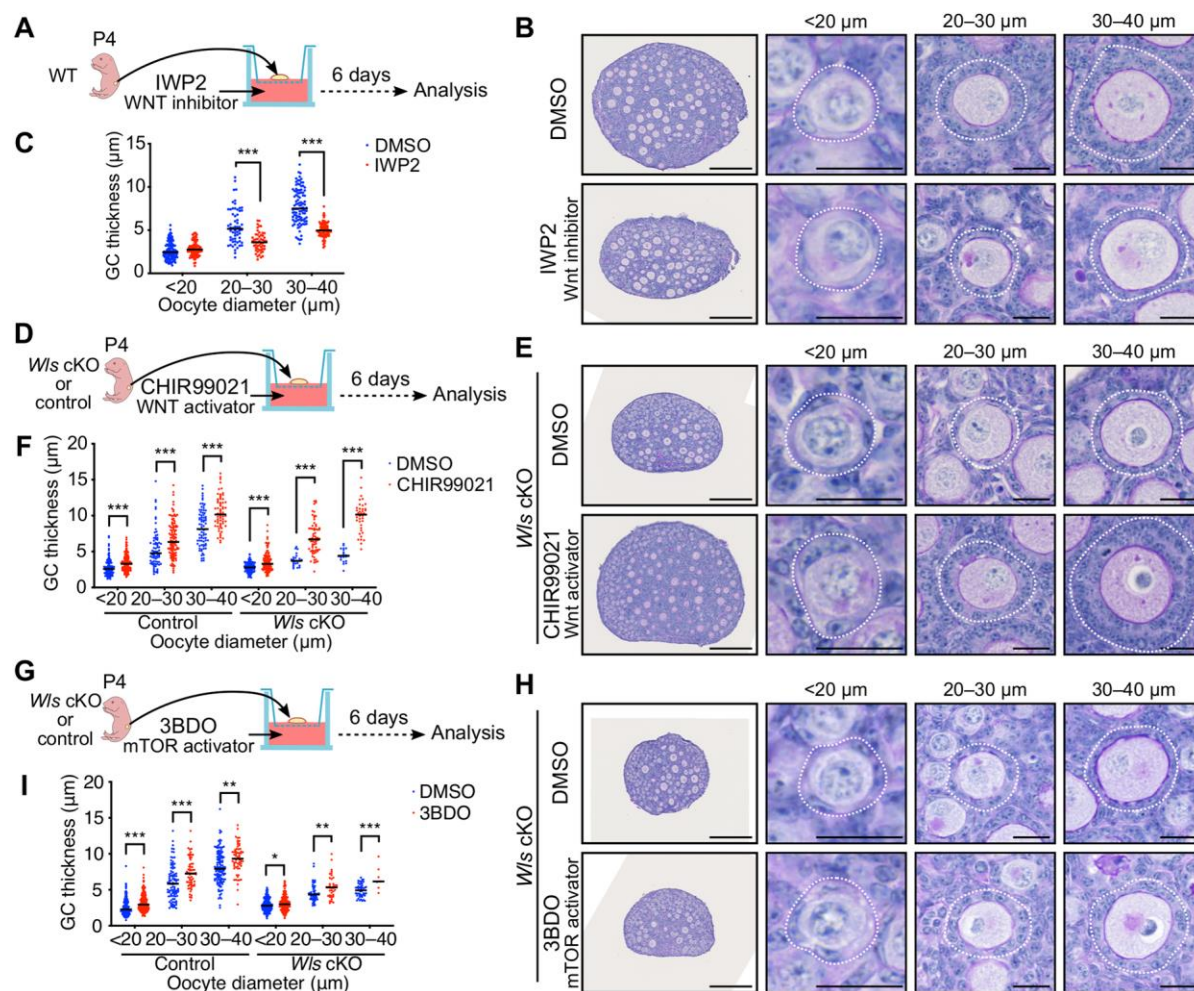 A
P4
WT
IWP2
WNT inhibitor
6 days
Analysis
B
<20 µm
20–30 µm
30–40 µm
DMSO
IWP2
Wnt inhibitor
C
GC thickness (µm)
15
10
5
0
***
***
DMSO
IWP2
<20 20–30 30–40
Oocyte diameter (µm)
D
P4
Wls cKO
or
control
CHIR99021
WNT activator
6 days
Analysis
E
<20 µm
20–30 µm
30–40 µm
Wls cKO
DMSO
CHIR99021
Wnt activator
F
GC thickness (µm)
20
15
10
5
0
*** *** *** *** *** ***
DMSO
CHIR99021
<20 20–30 30–40 <20 20–30 30–40
Control Wls cKO
Oocyte diameter (µm)
G
P4
Wls cKO
or
control
3BDO
mTOR activator
6 days
Analysis
H
<20 µm
20–30 µm
30–40 µm
Wls cKO
DMSO
3BDO
mTOR activator
I
GC thickness (µm)
20
15
10
5
0
*** *** ** * ** ***
DMSO
3BDO
<20 20–30 30–40 <20 20–30 30–40
Control Wls cKO
Oocyte diameter (µm)